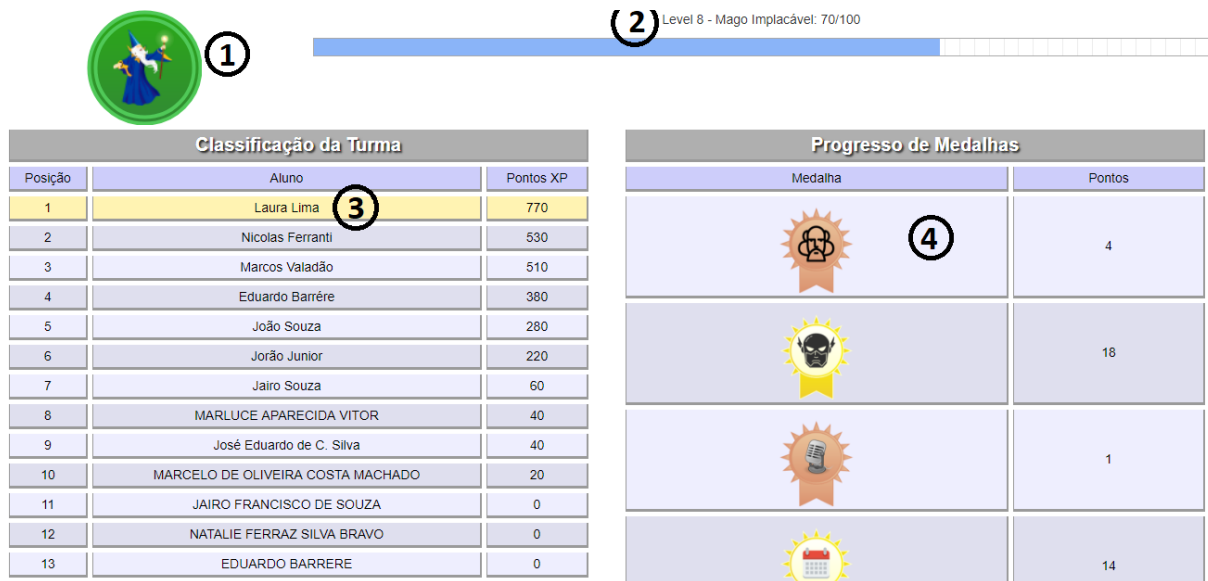 1
2 Level 8 - Mago Implacável: 70/100
Classificação da Turma
Posição Aluno Pontos XP
1 Laura Lima 3 770
2 Nicolas Ferranti 530
3 Marcos Valadão 510
4 Eduardo Barrére 380
5 João Souza 280
6 Jorão Junior 220
7 Jairo Souza 60
8 MARLUCE APARECIDA VITOR 40
9 José Eduardo de C. Silva 40
10 MARCELO DE OLIVEIRA COSTA MACHADO 20
11 JAIRO FRANCISCO DE SOUZA 0
12 NATALIE FERRAZ SILVA BRAVO 0
13 EDUARDO BARRERE 0
Progresso de Medalhas
Medalha Pontos
4 4
18
1
14